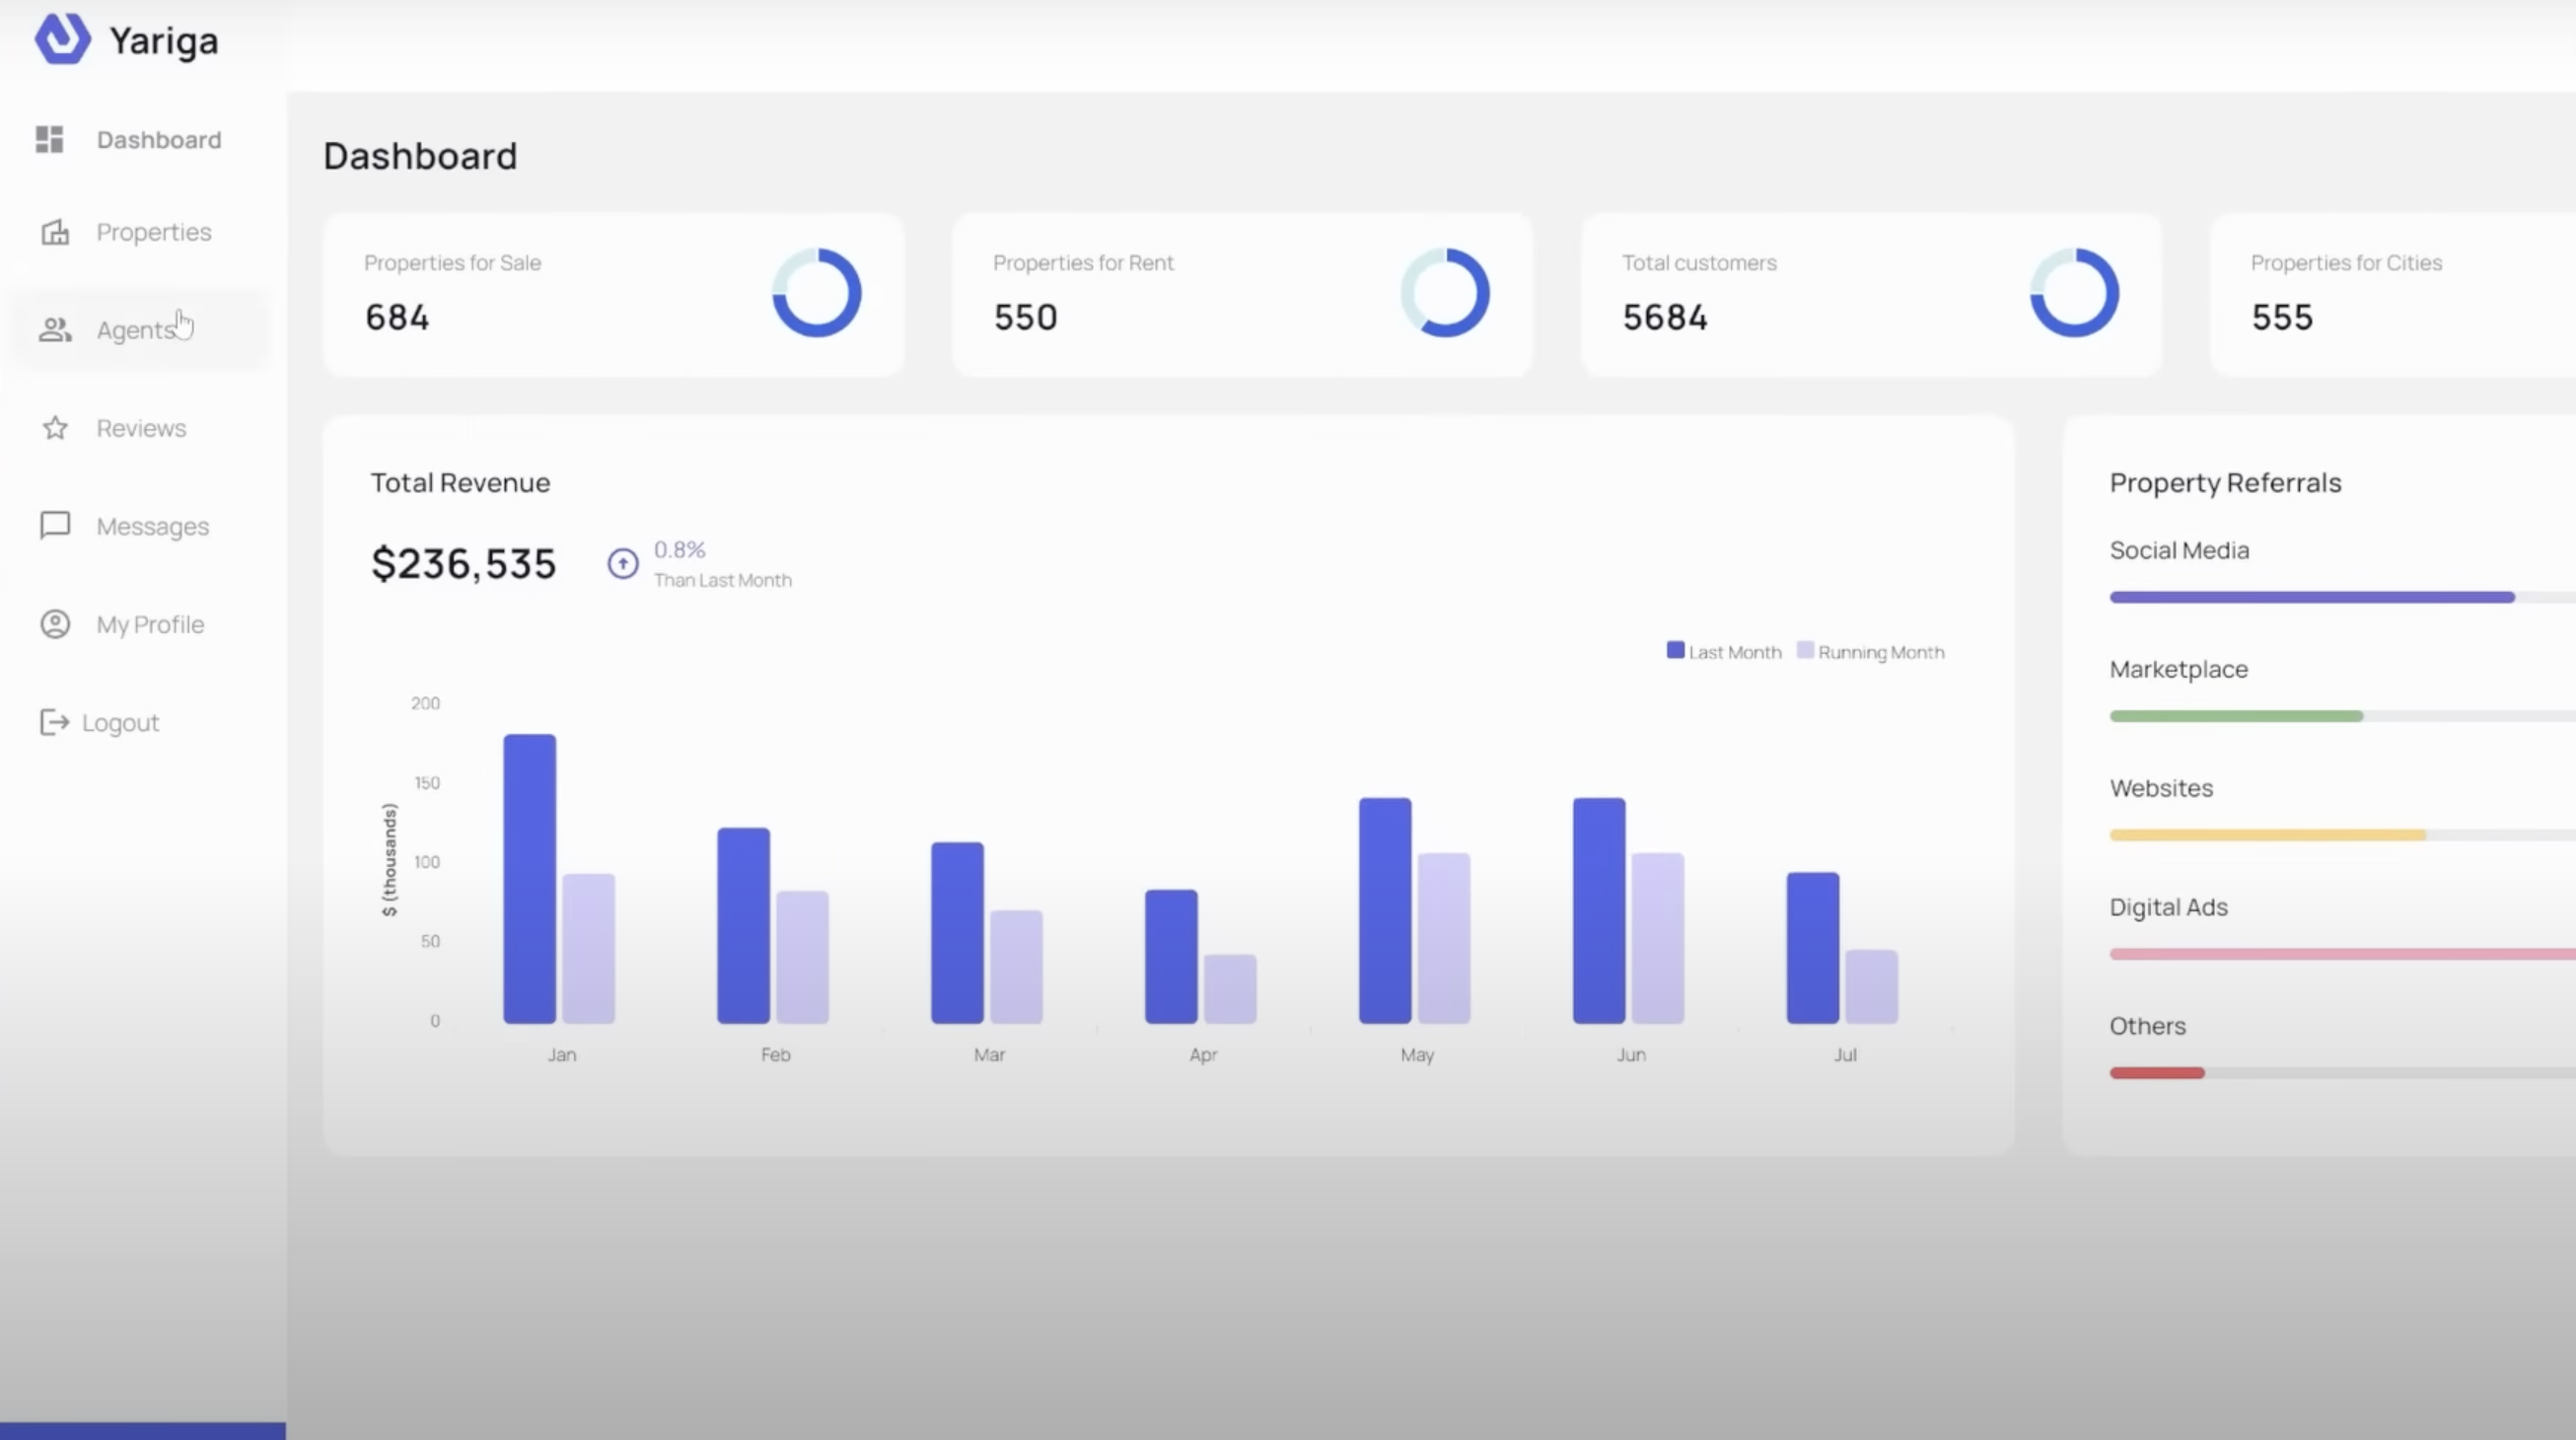 Yariga
Dashboard
Properties
Agents
Reviews
Messages
My Profile
Logout
Dashboard
Properties for Sale
684
Properties for Rent
550
Total customers
5684
Properties for Cities
555
Total Revenue
$236,535
0.8%
Than Last Month
Last Month
Running Month
$ (thousands)
200
150
100
50
0
Jan
Feb
Mar
Apr
May
Jun
Jul
Property Referrals
Social Media
Marketplace
Websites
Digital Ads
Others